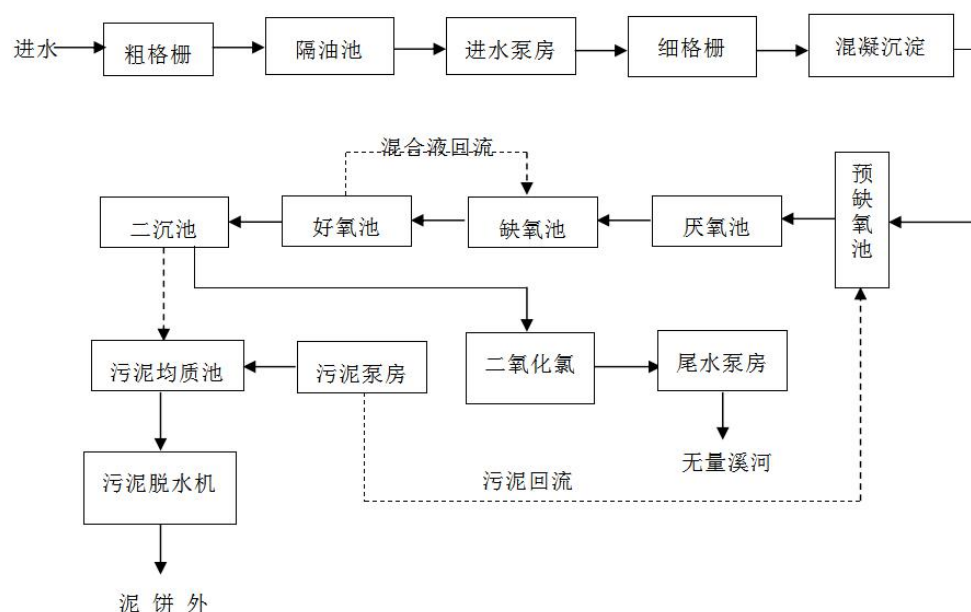 进水
粗格栅
隔油池
进水泵房
细格栅
混凝沉淀
混合液回流
预缺氧池
二沉池
好氧池
缺氧池
厌氧池
污泥均质池
污泥泵房
二氧化氯
尾水泵房
无量溪河
污泥脱水机
污泥回流
泥饼外